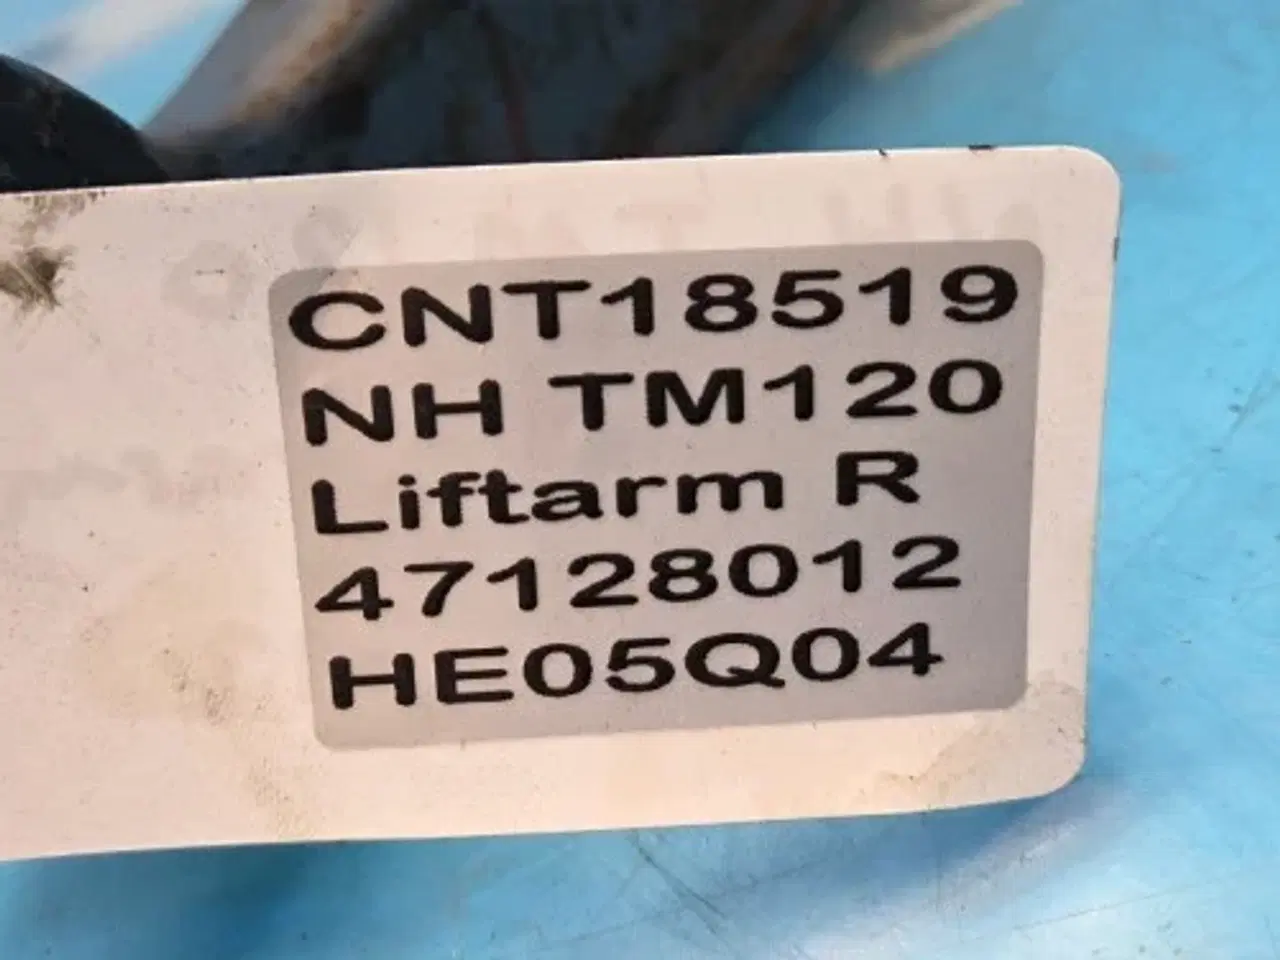 CNT18519
NH TM120
Liftarm R
47128012
HE05Q04